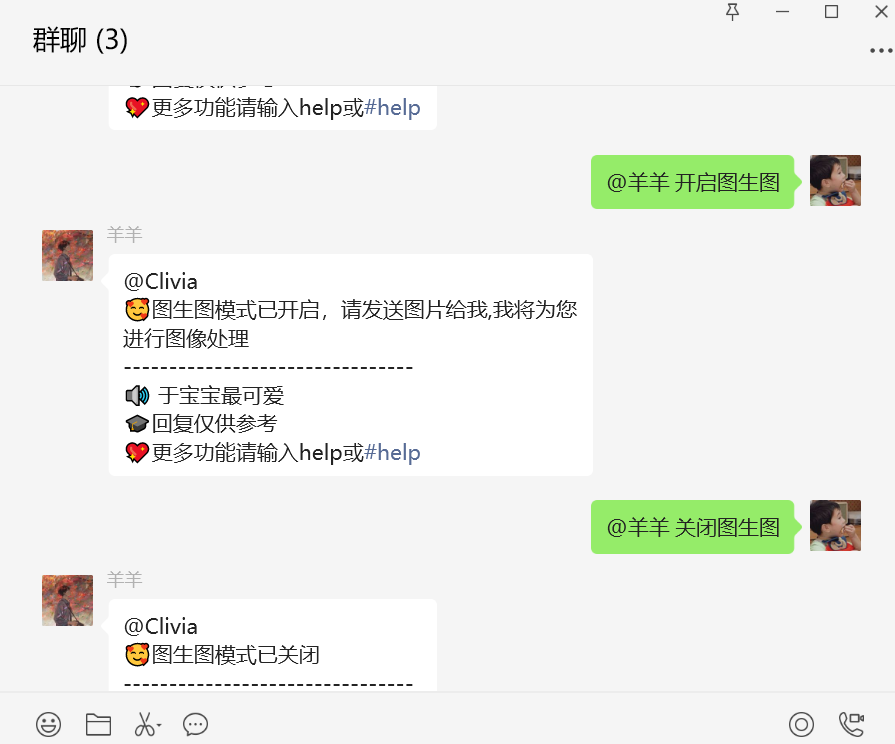 群聊 (3)
❤️更多功能请输入help或#help
@羊羊 开启图生图
羊羊
@Clivia
🥰图生图模式已开启，请发送图片给我,我将为您
进行图像处理
--------------------------------
🔊 于宝宝最可爱
🎓回复仅供参考
💖更多功能请输入help或#help
@羊羊 关闭图生图
羊羊
@Clivia
🥰图生图模式已关闭
--------------------------------